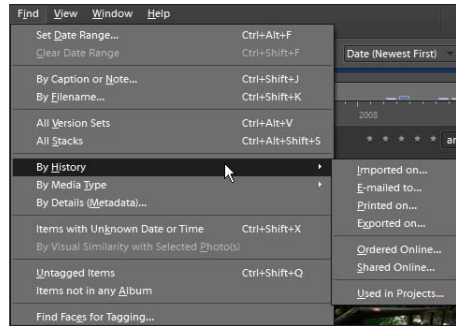 Find View Window Help
Set Date Range... Ctrl+Alt+F
Clear Date Range Ctrl+Shift+F
Date (Newest First)
By Caption or Note... Ctrl+Shift+J
By Filename... Ctrl+Shift+K
2008
All Version Sets Ctrl+Alt+V
All Stacks Ctrl+Alt+Shift+S
By History
Imported on...
By Media Type
E-mailed to...
By Details (Metadata)...
Printed on...
Exported on...
Items with Unknown Date or Time Ctrl+Shift+X
By Visual Similarity with Selected Photo(s)
Ordered Online...
Shared Online...
Untagged Items Ctrl+Shift+Q
Items not in any Album
Used in Projects...
Find Faces for Tagging...